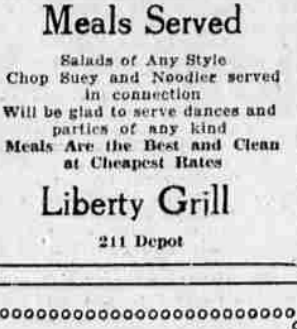 Meals Served
Salads of Any Style
Chop Suey and Noodles served
in connection
Will be glad to serve dances and
parties of any kind
Meals Are the Best and Clean
at Cheapest Rates
Liberty Grill
211 Depot